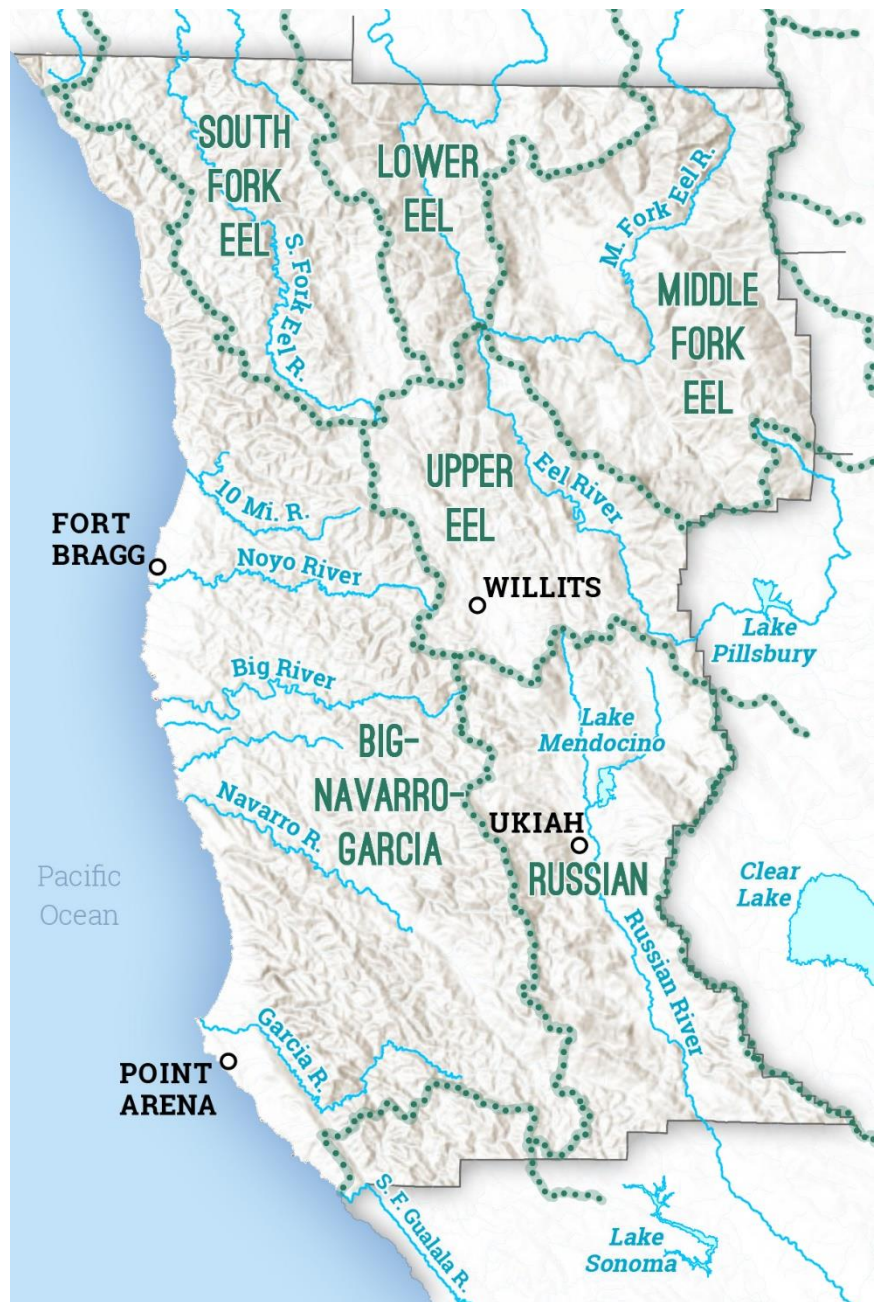 SOUTH
FORK
EEL
LOWER
EEL
M. Fork Eel R.
S. Fork Eel R.
MIDDLE
FORK
EEL
UPPER
EEL
Eel River
10 Mi. R.
FORT
BRAGG
Noyo River
WILLITS
Lake
Pillsbury
Big River
Lake
Mendocino
BIG-
NAVARRO-
GARCIA
Navarro R.
UKIAH
RUSSIAN
Pacific
Ocean
Clear
Lake
Russian River
Garcia R.
POINT
ARENA
S. F. Gualala R.
Lake
Sonoma